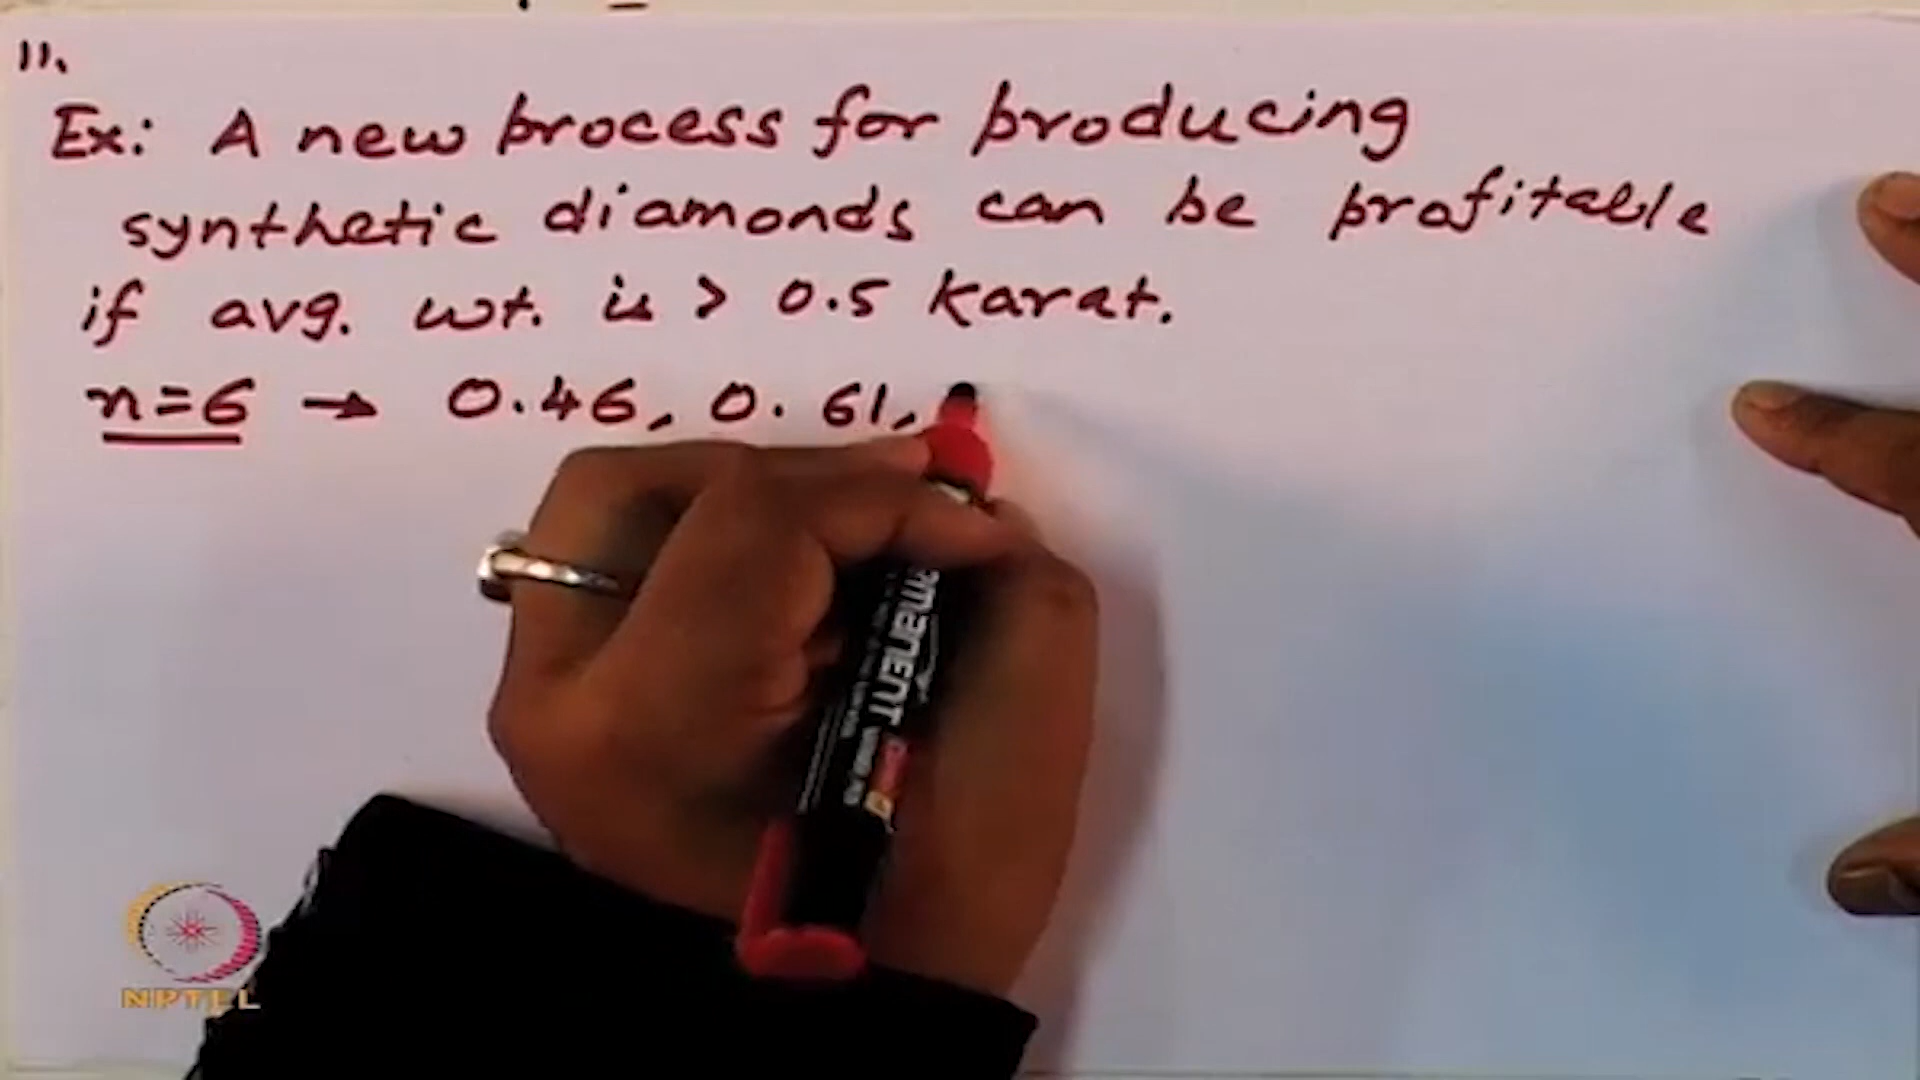 11.
Ex: A new process for producing
synthetic diamonds can be profitable
if avg. wt. is > 0.5 karat.
n=6 → 0.46, 0.61,
NPTEL